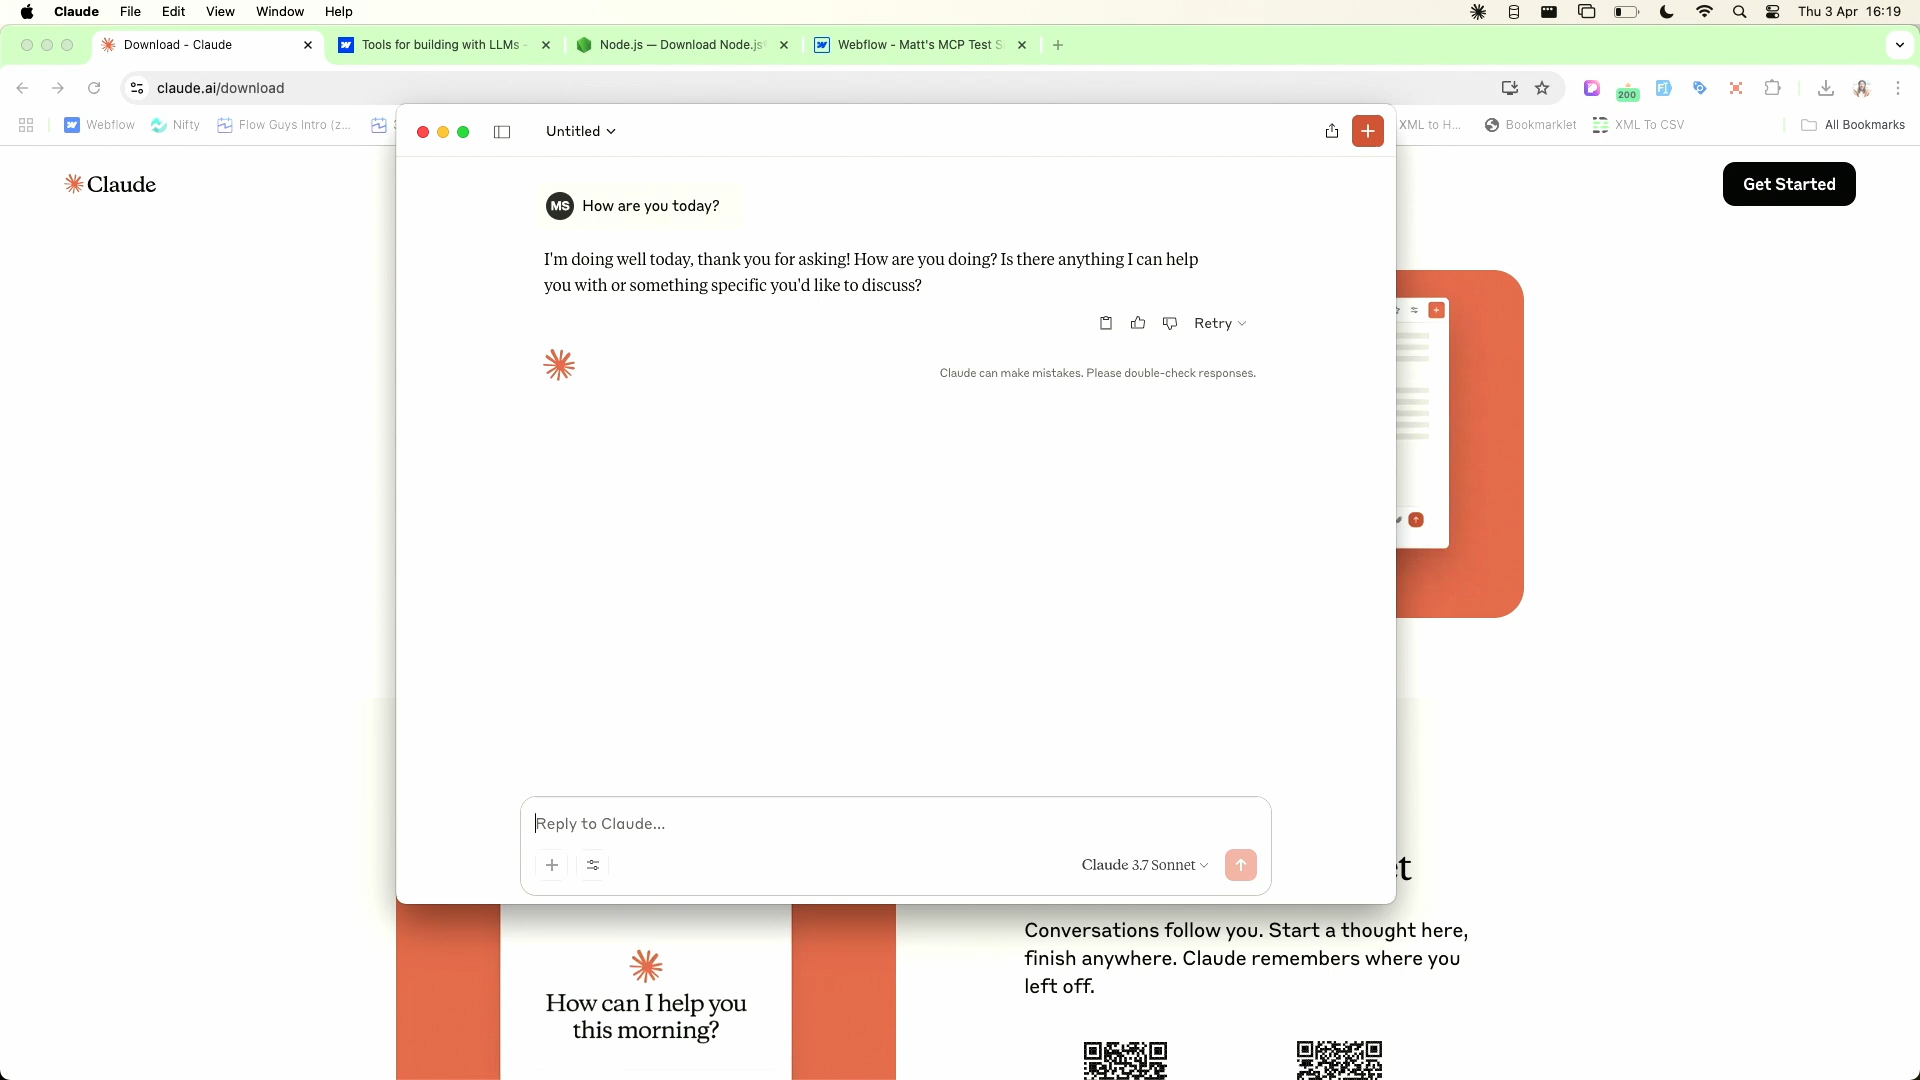 Claude File Edit View Window Help Thu 3 Apr 16:19
Download - Claude Tools for building with LLMs - Node.js — Download Node.js Webflow - Matt's MCP Test S
claude.ai/download 200
Webflow Nifty Flow Guys Intro (z... XML to H... Bookmarklet XML To CSV All Bookmarks
Untitled
Claude
Get Started
MS How are you today?
I'm doing well today, thank you for asking! How are you doing? Is there anything I can help
you with or something specific you'd like to discuss?
Retry
Claude can make mistakes. Please double-check responses.
Reply to Claude...
Claude 3.7 Sonnet
Conversations follow you. Start a thought here,
finish anywhere. Claude remembers where you
left off.
How can I help you
this morning?